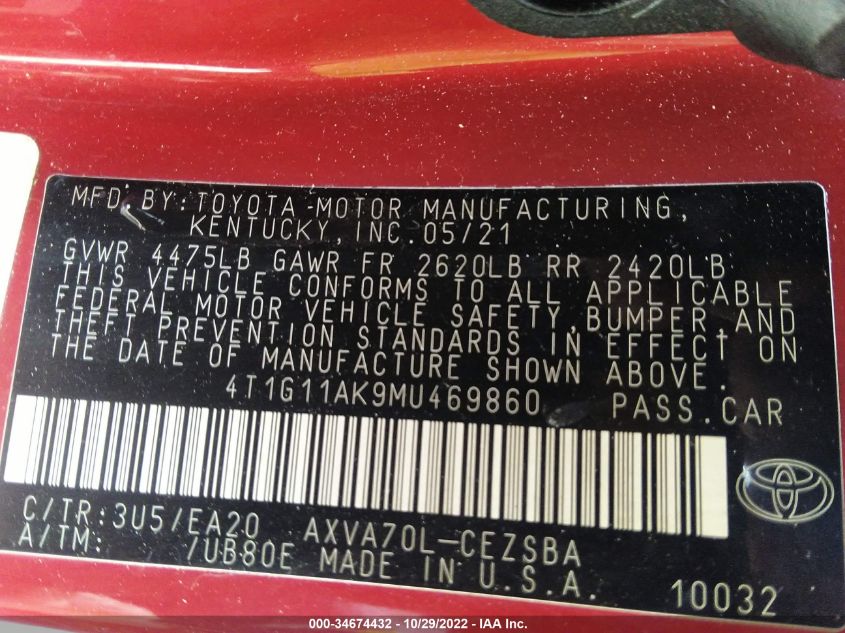 MFD. BY: TOYOTA MOTOR MANUFACTURING,
KENTUCKY, INC. 05/21
GVWR 4475LB GAWR FR 2620LB RR 2420LB
THIS VEHICLE CONFORMS TO ALL APPLICABLE
FEDERAL MOTOR VEHICLE SAFETY, BUMPER, AND
THEFT PREVENTION STANDARDS IN EFFECT ON
THE DATE OF MANUFACTURE SHOWN ABOVE.
4T1G11AK9MU469860 PASS. CAR
C/TR: 3U5/EA20 AXVA70L-CEZSBA
A/TM: /UB80E MADE IN U.S.A. 10032
000-34674432 - 10/29/2022 - IAA Inc.